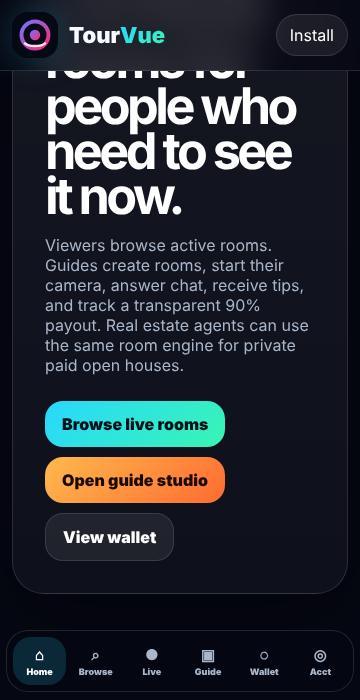 TourVue
Install
rooms for
people who
need to see
it now.
Viewers browse active rooms.
Guides create rooms, start their
camera, answer chat, receive tips,
and track a transparent 90%
payout. Real estate agents can use
the same room engine for private
paid open houses.
Browse live rooms
Open guide studio
View wallet
Home
Browse
Live
Guide
Wallet
Acct